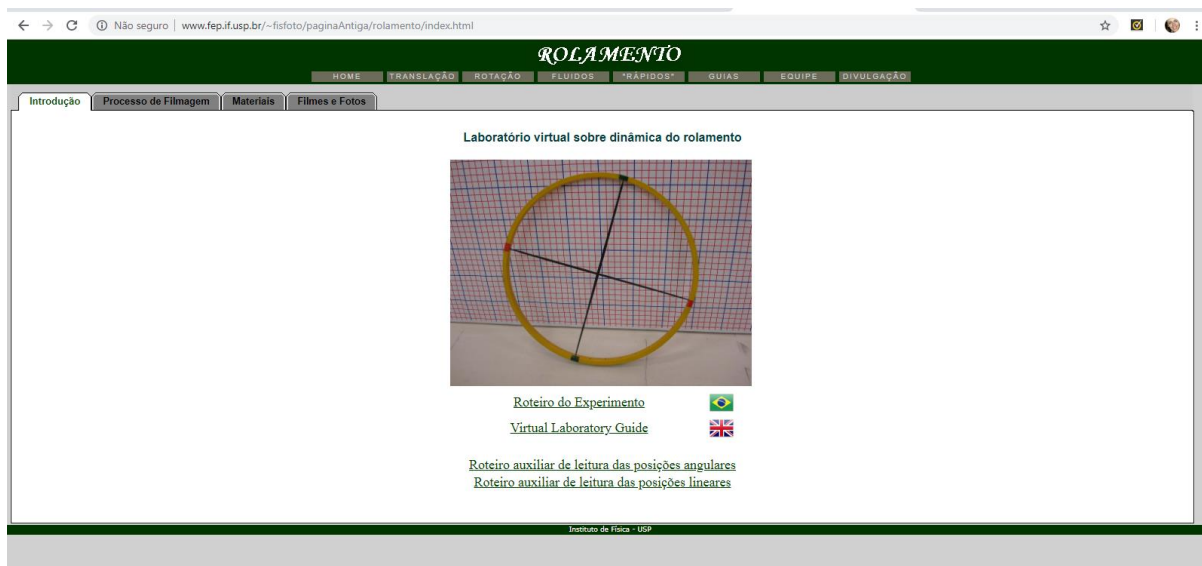 Não seguro | www.fep.if.usp.br/~fisfoto/paginaAntiga/rolamento/index.html
ROLAMENTO
HOME TRANSLAÇÃO ROTAÇÃO FLUIDOS "RÁPIDOS" GUIAS EQUIPE DIVULGAÇÃO
Introdução Processo de Filmagem Materiais Filmes e Fotos
Laboratório virtual sobre dinâmica do rolamento
Roteiro do Experimento
Virtual Laboratory Guide
Roteiro auxiliar de leitura das posições angulares
Roteiro auxiliar de leitura das posições lineares
Instituto de Física - USP